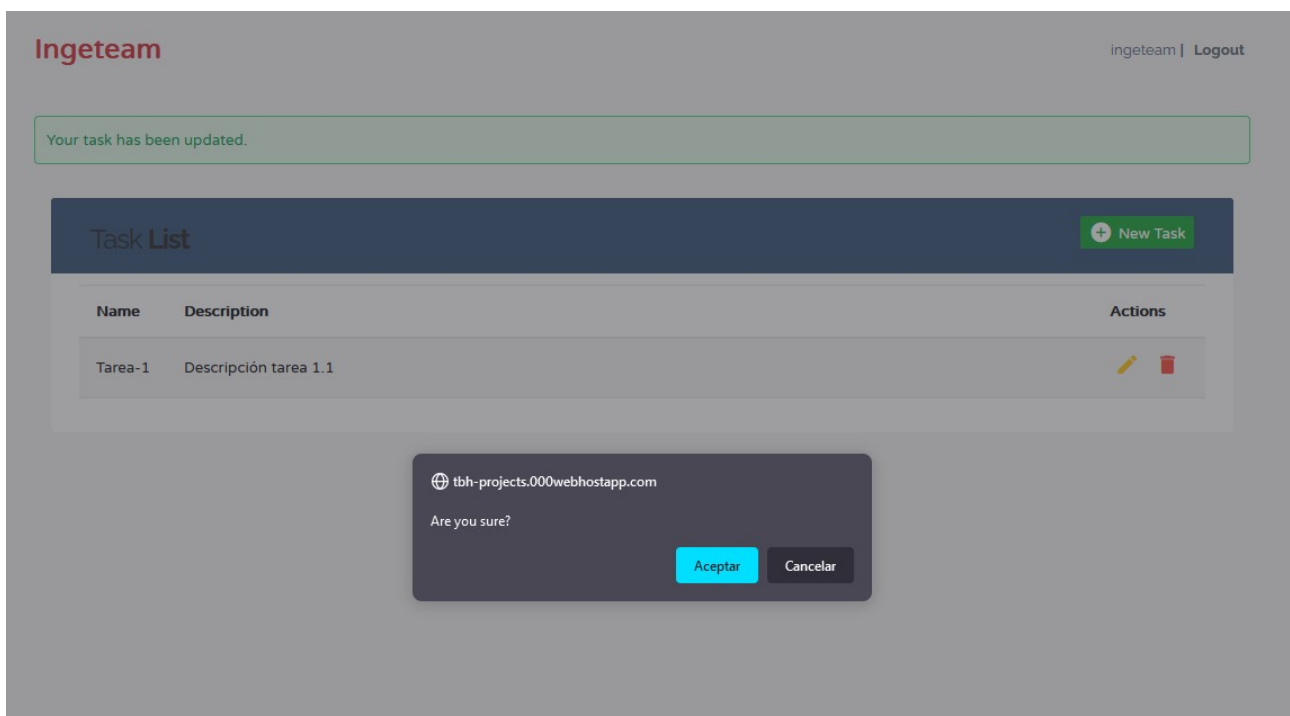 Ingeteam
ingeteam | Logout
Your task has been updated.
Task List
New Task
Name Description Actions
Tarea-1 Descripción tarea 1.1
tbh-projects.000webhostapp.com
Are you sure?
Aceptar Cancelar